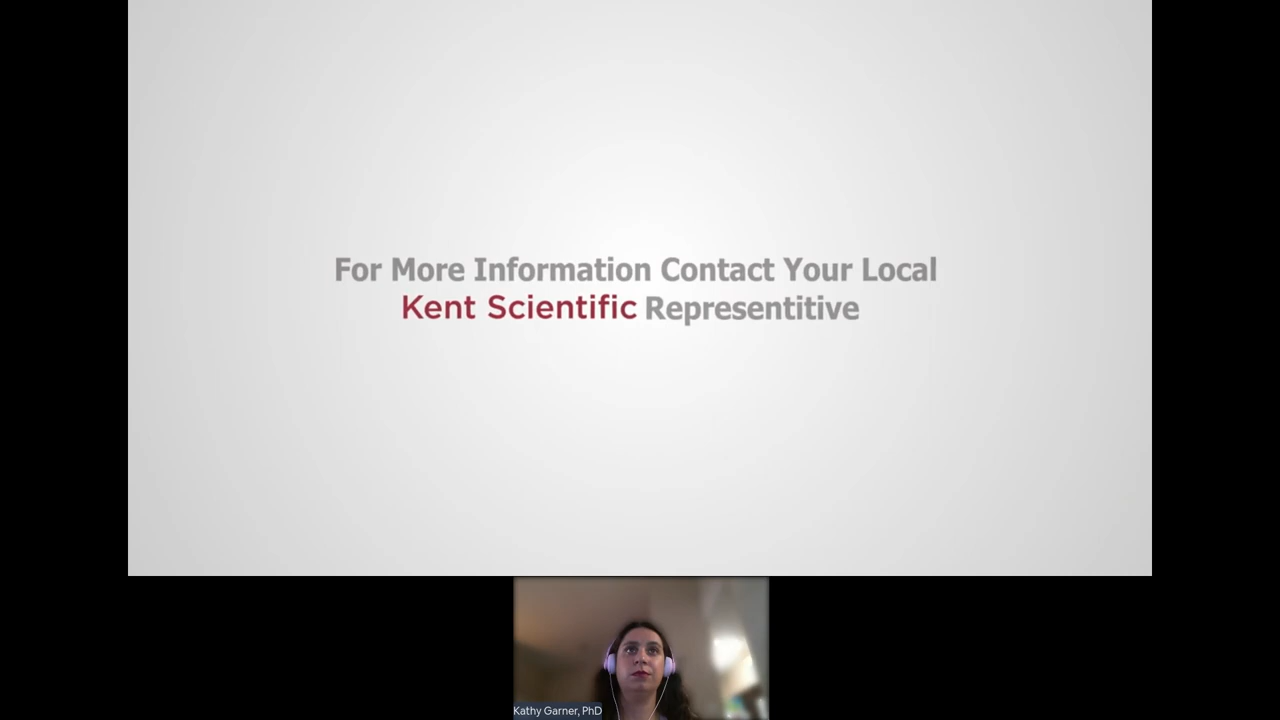 For More Information Contact Your Local
Kent Scientific Representitive
Kathy Garner, PhD